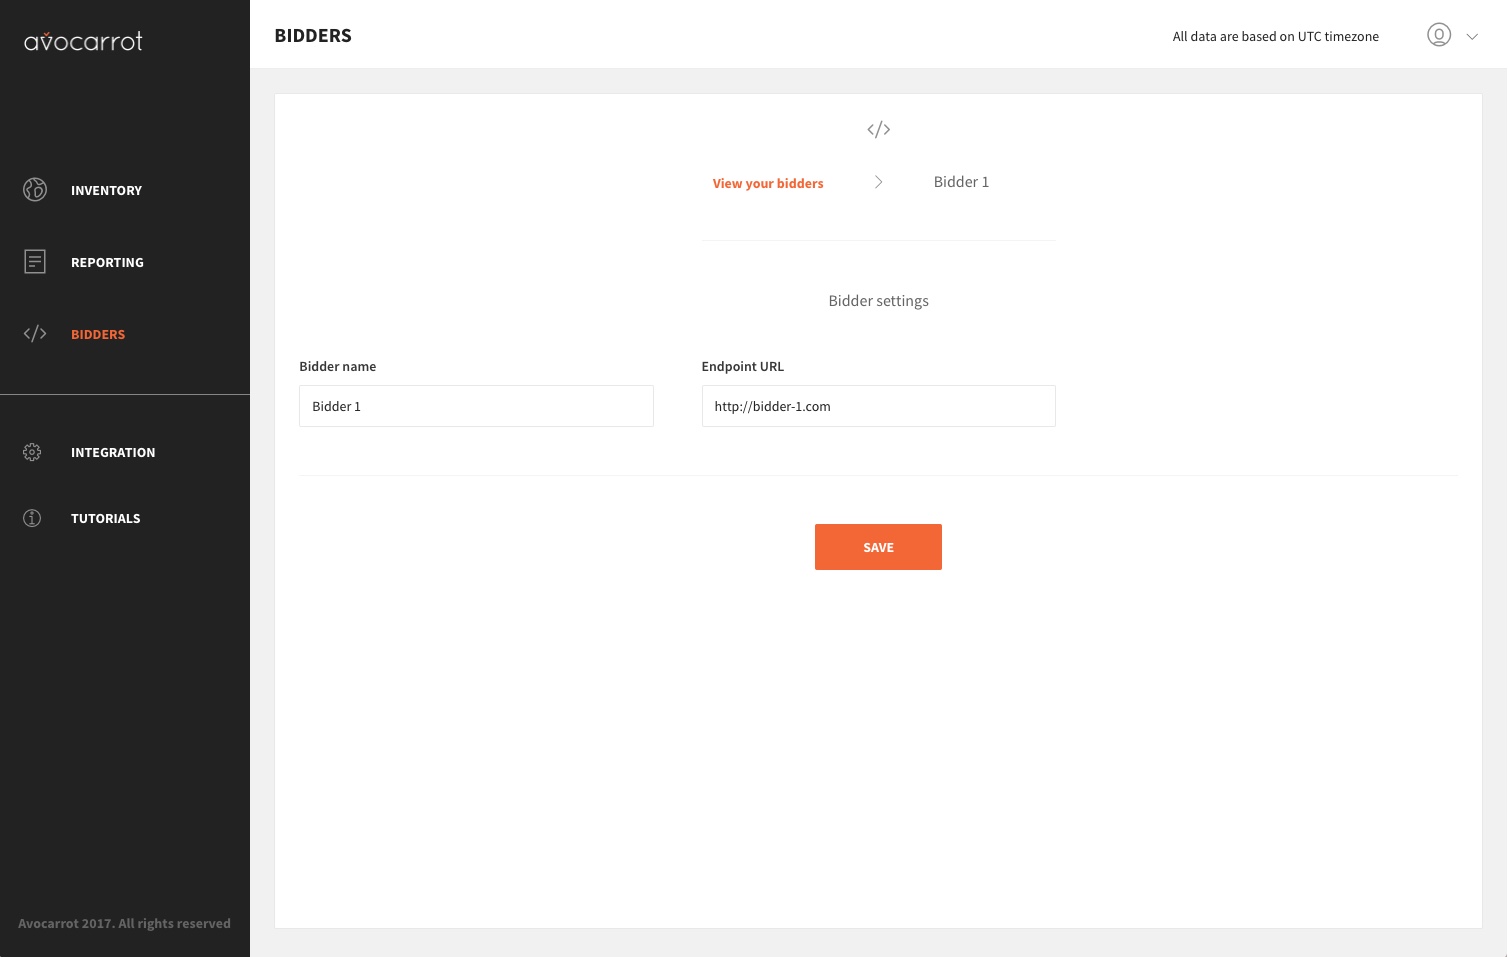 avocarrot
INVENTORY
REPORTING
BIDDERS
INTEGRATION
TUTORIALS
Avocarrot 2017. All rights reserved
BIDDERS
All data are based on UTC timezone
View your bidders
Bidder 1
Bidder settings
Bidder name
Bidder 1
Endpoint URL
http://bidder-1.com
SAVE